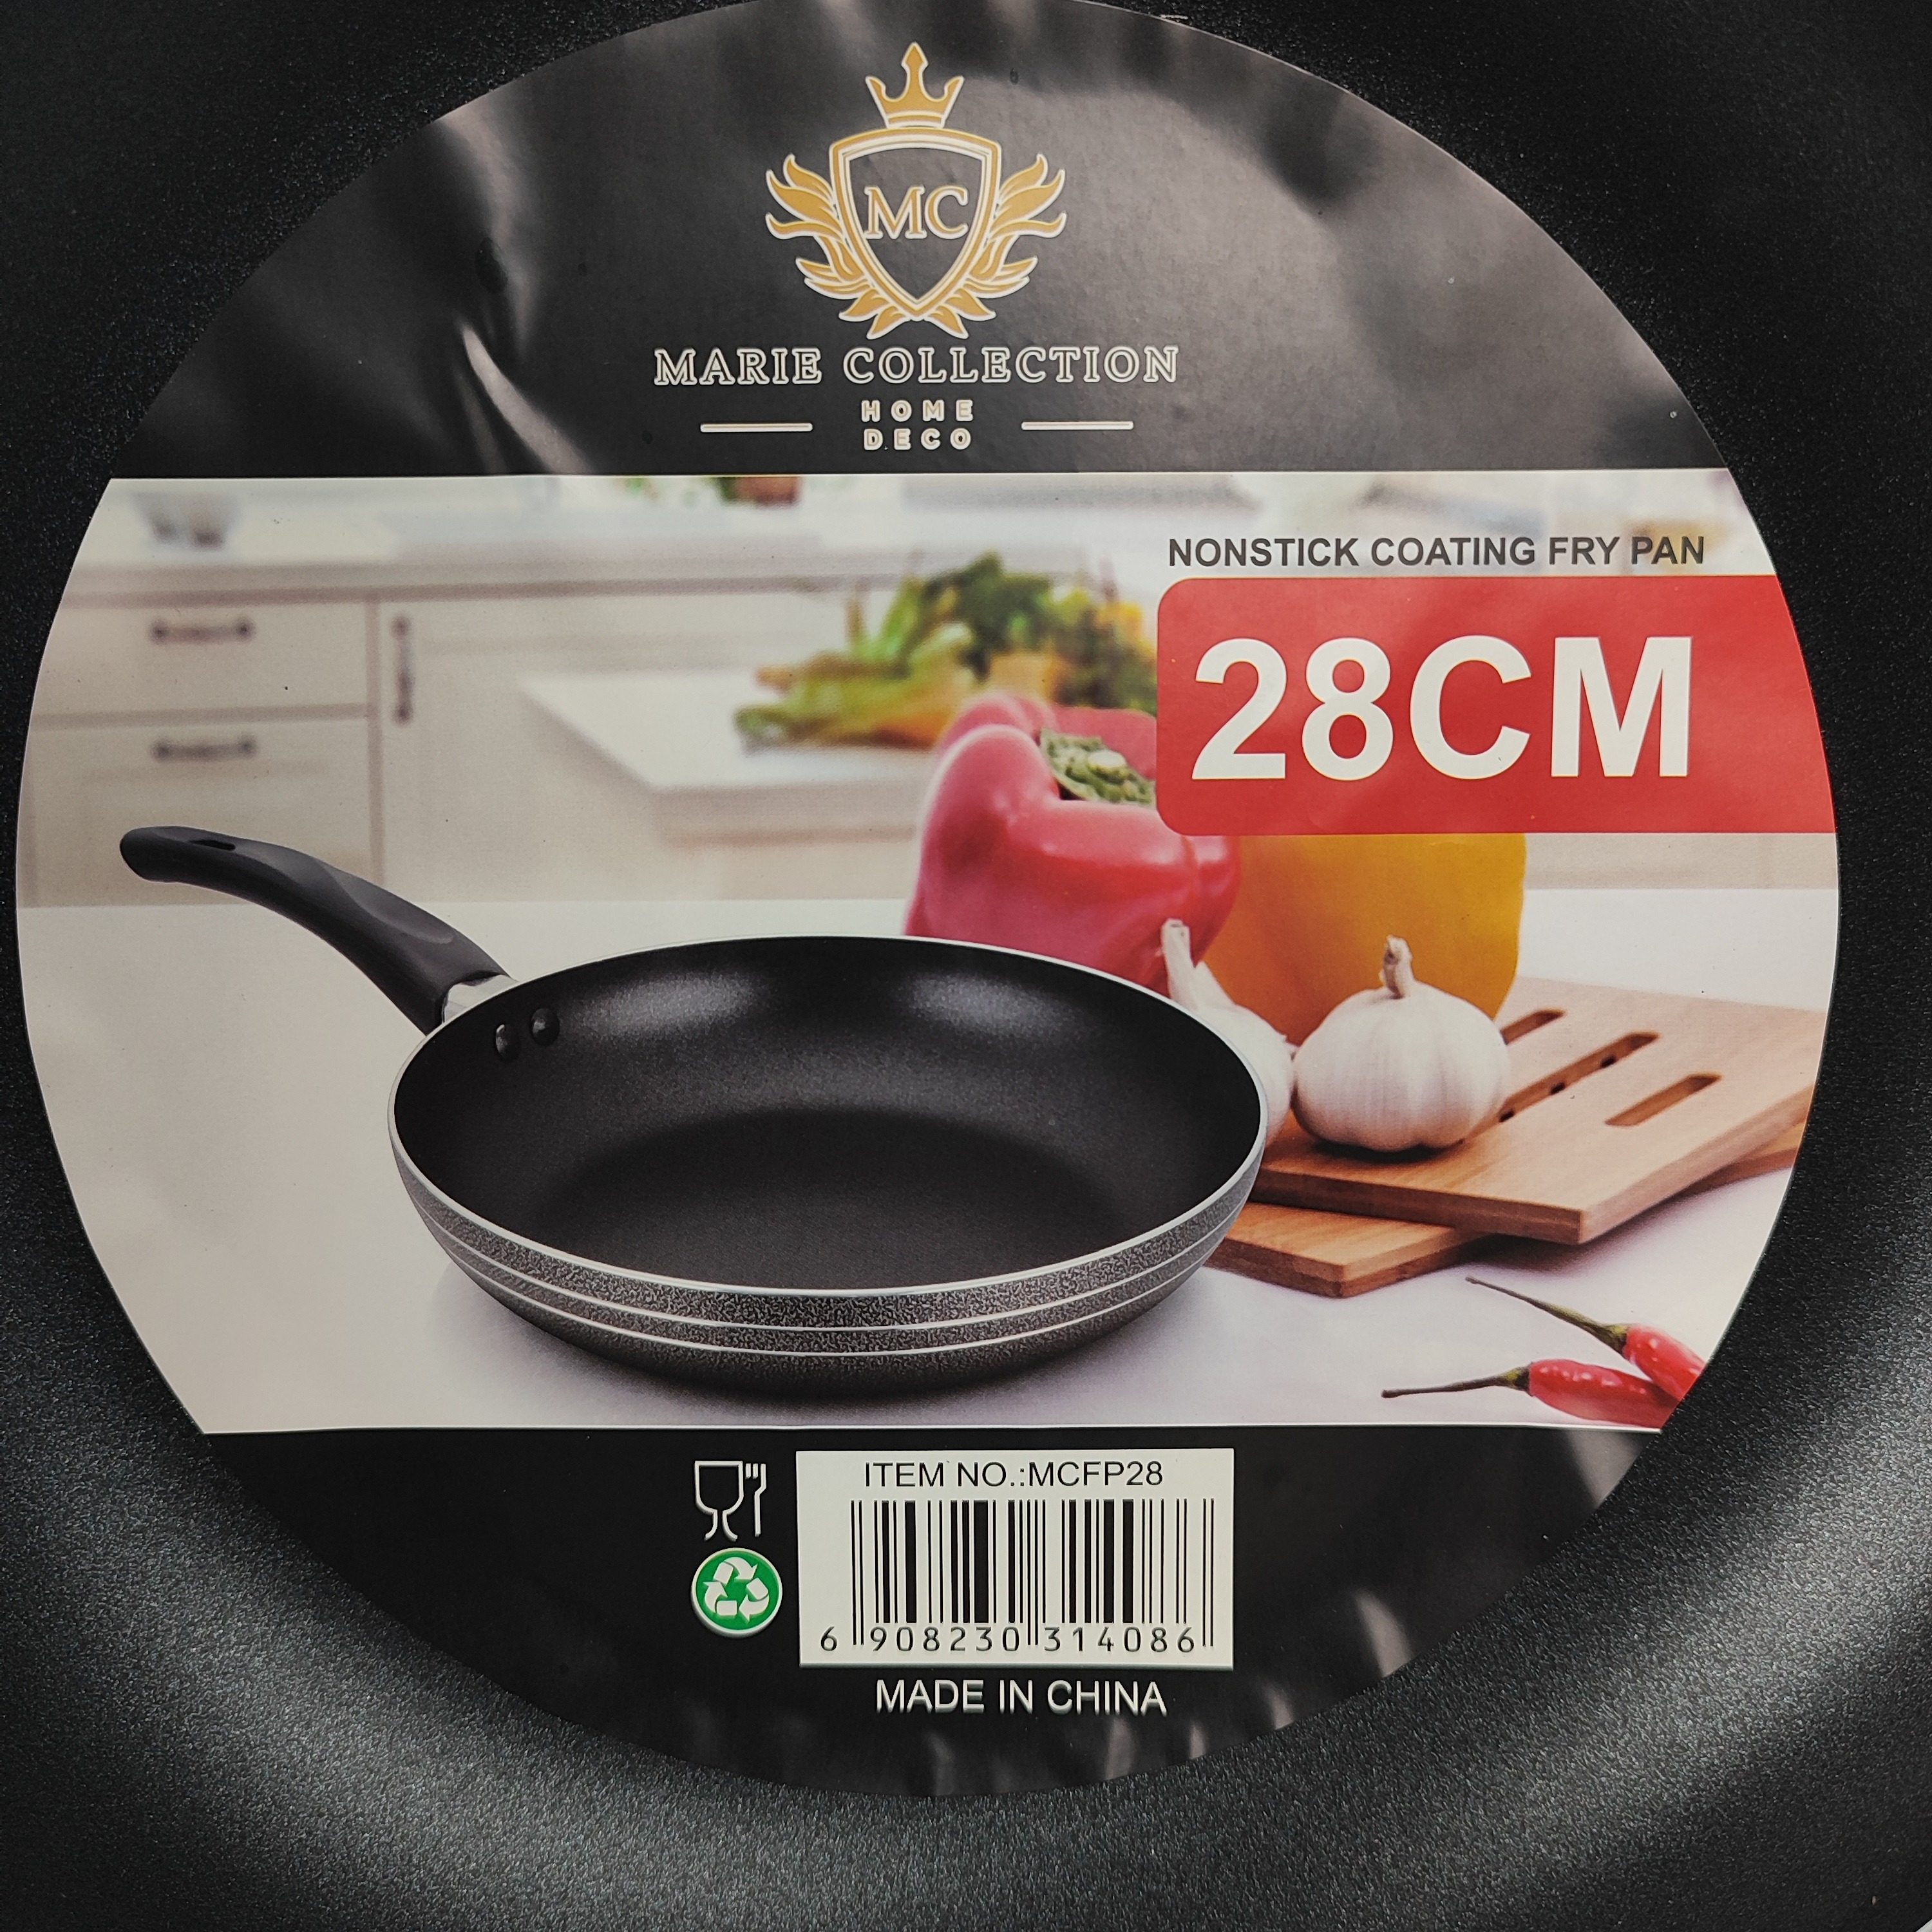 MC
MARIE COLLECTION
HOME
DECO
NONSTICK COATING FRY PAN
28CM
ITEM NO.:MCFP28
6 908230 314086
MADE IN CHINA